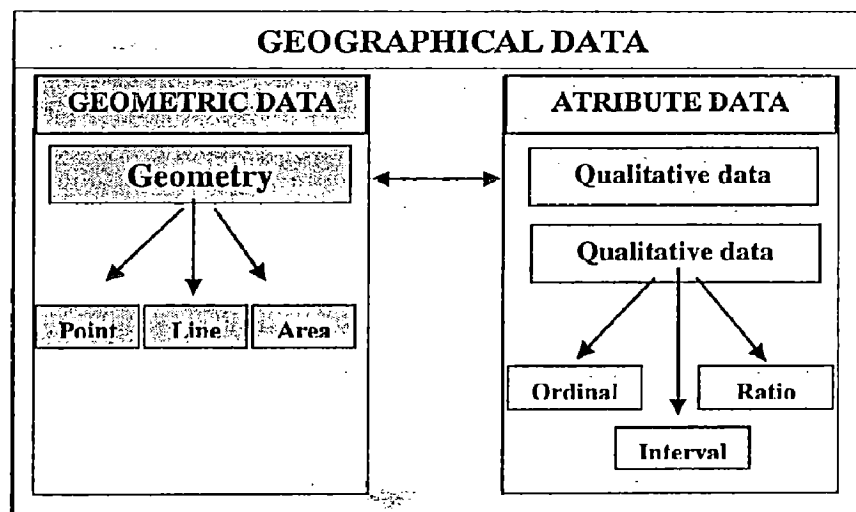 GEOGRAPHICAL DATA
GEOMETRIC DATA
Geometry
Point
Line
Area
ATRIBUTE DATA
Qualitative data
Qualitative data
Ordinal
Ratio
Interval